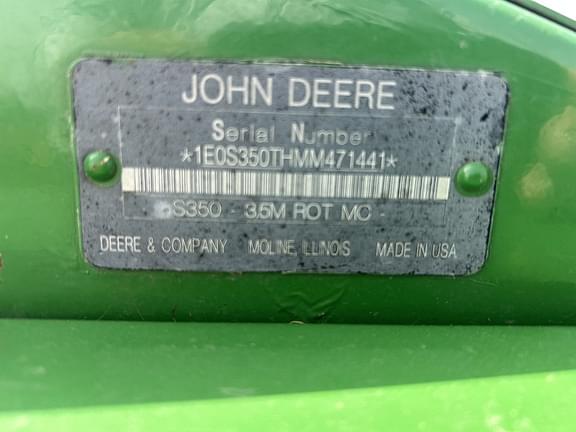 JOHN DEERE
Serial Number
*1E0S350THMM471441*
S350 - 3.5M ROT MC -
DEERE & COMPANY MOLINE, ILLINOIS MADE IN USA